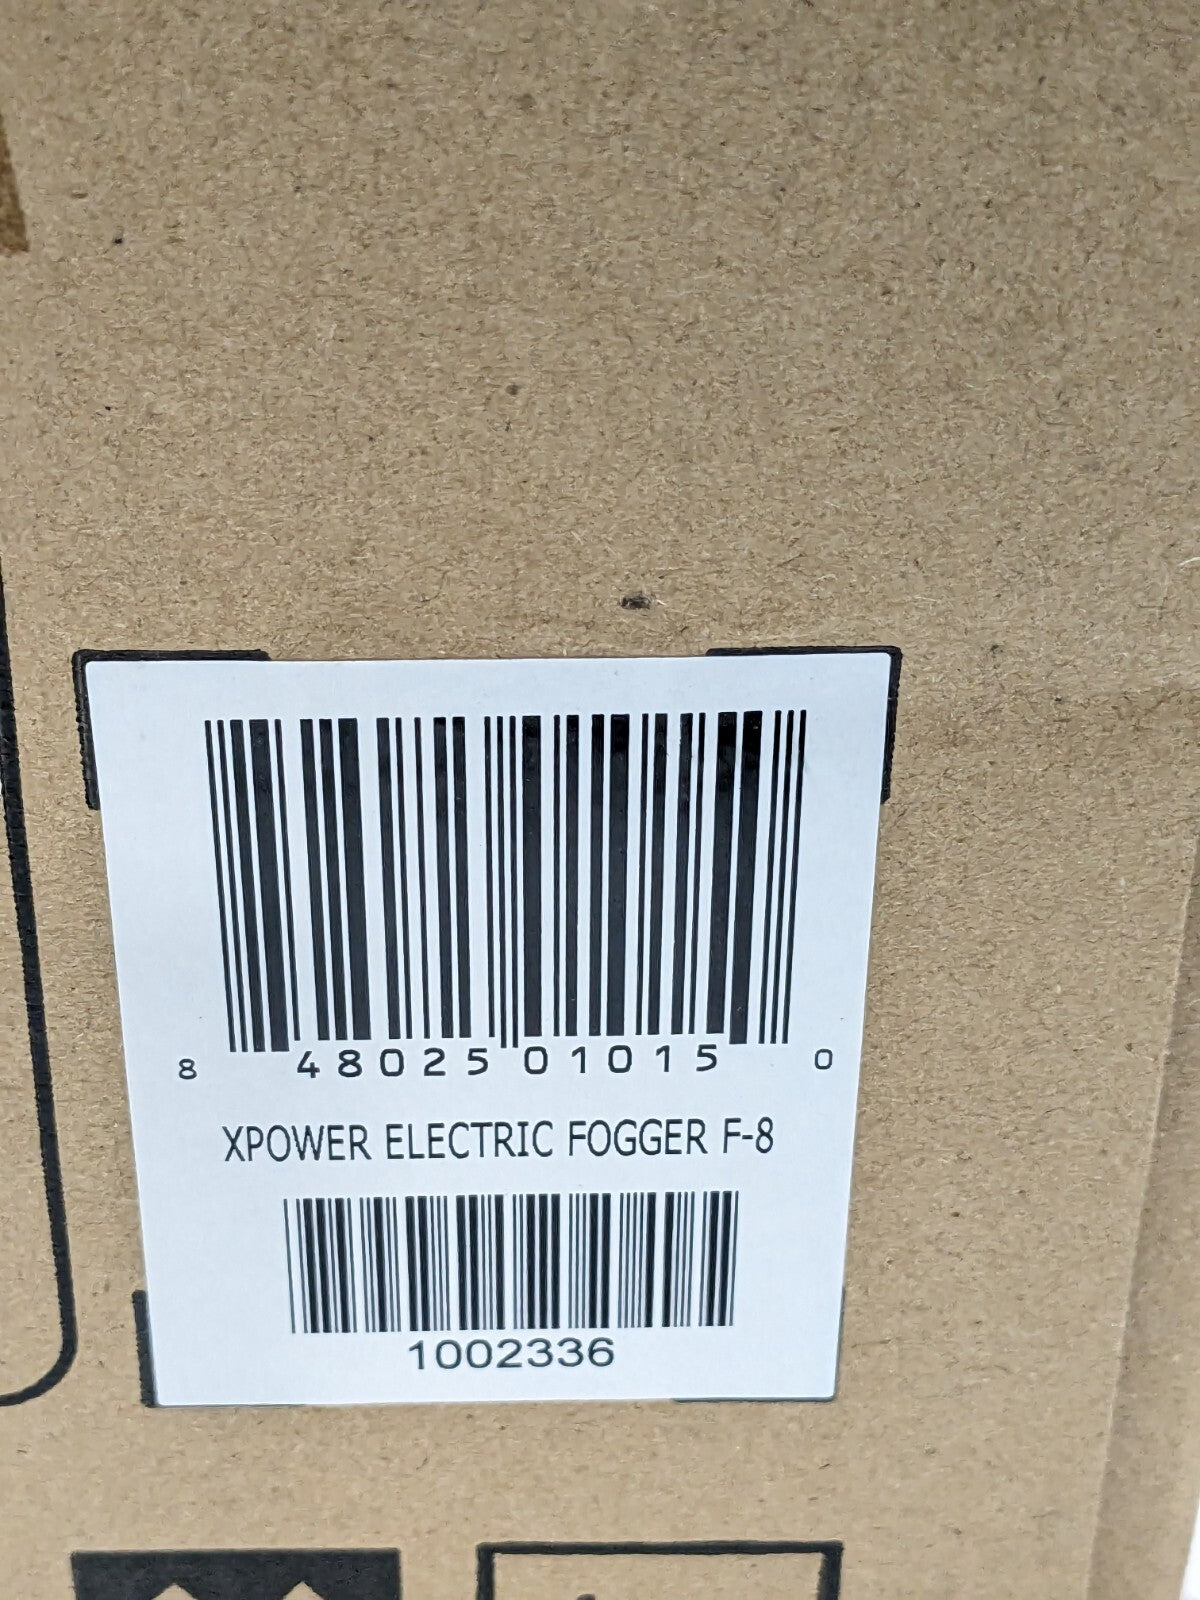 8 48025 01015 0
XPOWER ELECTRIC FOGGER F-8
1002336